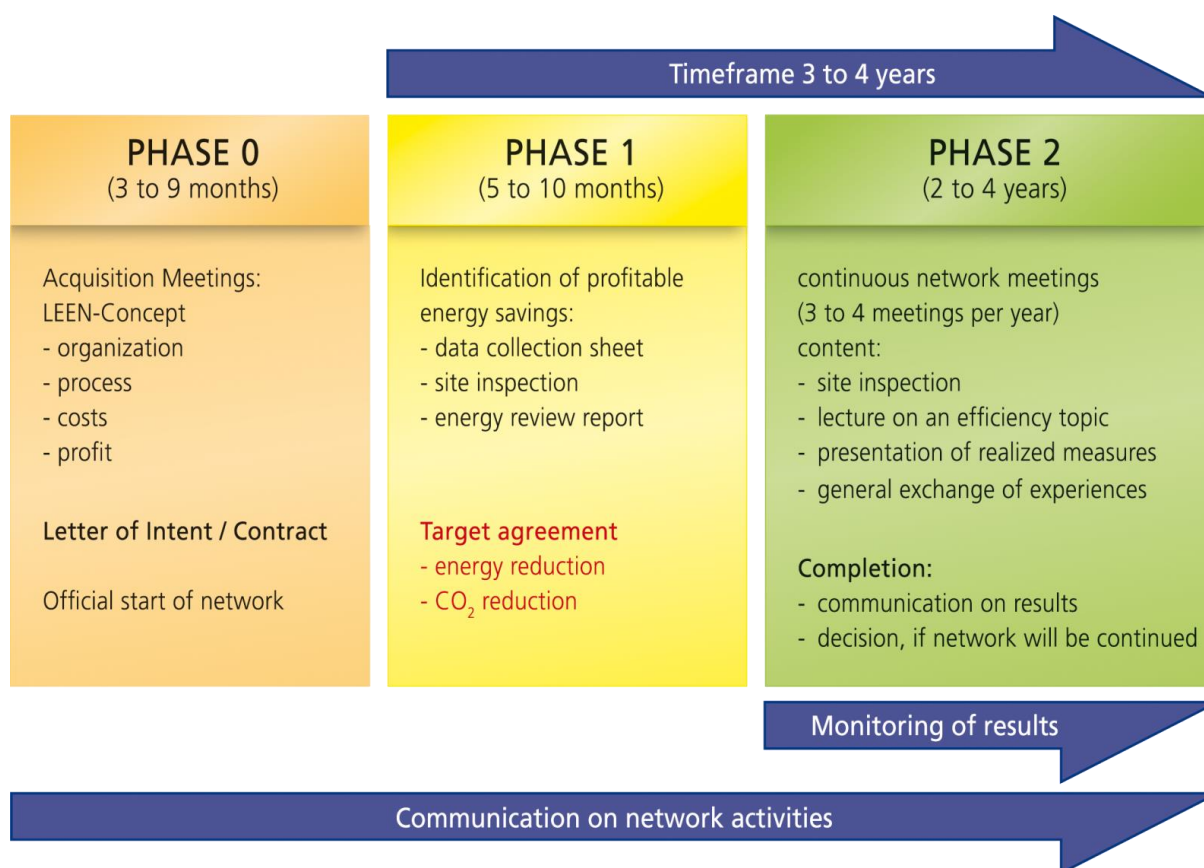 Timeframe 3 to 4 years
PHASE 0
(3 to 9 months)
Acquisition Meetings:
LEEN-Concept
- organization
- process
- costs
- profit
Letter of Intent / Contract
Official start of network
PHASE 1
(5 to 10 months)
Identification of profitable
energy savings:
- data collection sheet
- site inspection
- energy review report
Target agreement
- energy reduction
- CO₂ reduction
PHASE 2
(2 to 4 years)
continuous network meetings
(3 to 4 meetings per year)
content:
- site inspection
- lecture on an efficiency topic
- presentation of realized measures
- general exchange of experiences
Completion:
- communication on results
- decision, if network will be continued
Monitoring of results
Communication on network activities